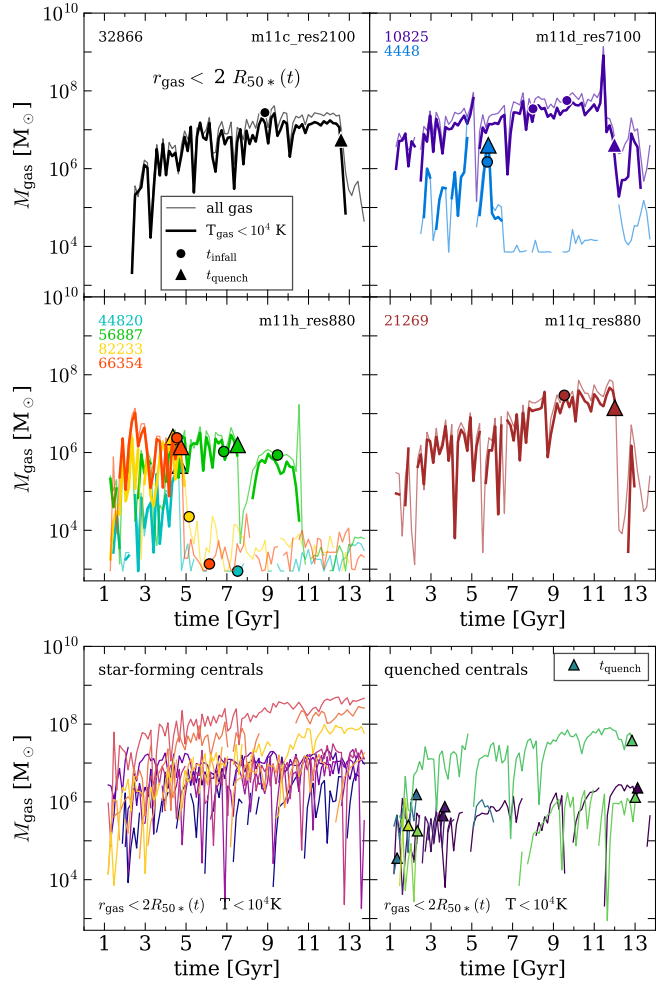 10^10
32866
m11c_res2100
10825
m11d_res7100
4448
r_gas < 2 R_50*(t)
10^8
10^6
10^4
M_gas [M_⊙]
all gas
T_gas < 10^4 K
t_infall
t_quench
10^10
44820
m11h_res880
21269
m11q_res880
56887
82233
66354
10^8
10^6
10^4
M_gas [M_⊙]
1 3 5 7 9 11 13
1 3 5 7 9 11 13
time [Gyr]
time [Gyr]
10^10
star-forming centrals
quenched centrals
t_quench
10^8
10^6
10^4
M_gas [M_⊙]
r_gas < 2R_50*(t) T < 10^4 K
r_gas < 2R_50*(t) T < 10^4 K
1 3 5 7 9 11 13
1 3 5 7 9 11 13
time [Gyr]
time [Gyr]